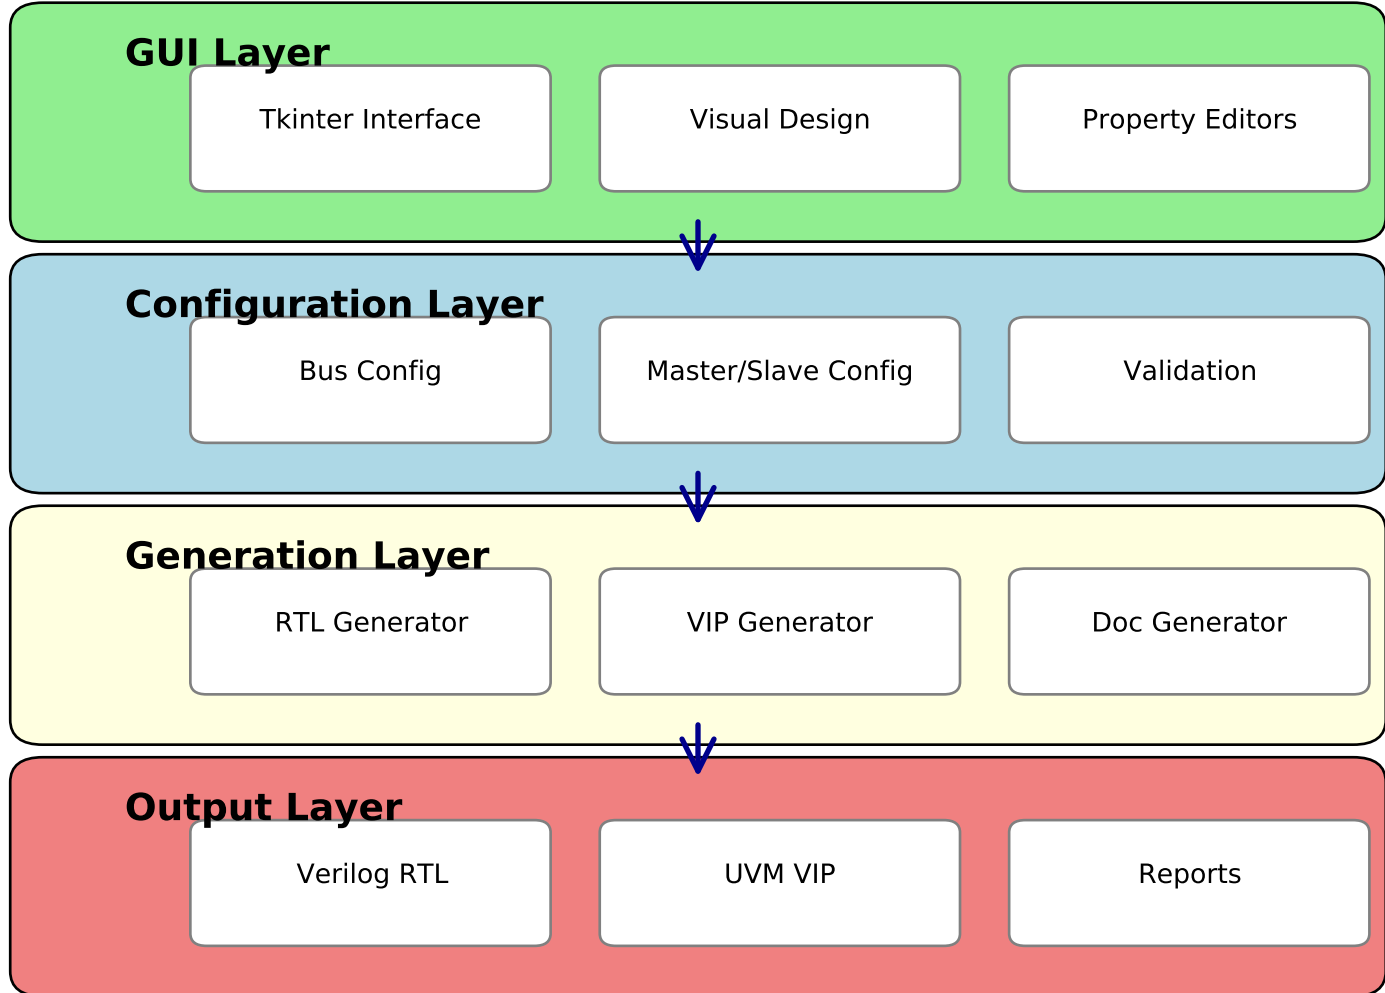 GUI Layer
Tkinter Interface
Visual Design
Property Editors
Configuration Layer
Bus Config
Master/Slave Config
Validation
Generation Layer
RTL Generator
VIP Generator
Doc Generator
Output Layer
Verilog RTL
UVM VIP
Reports